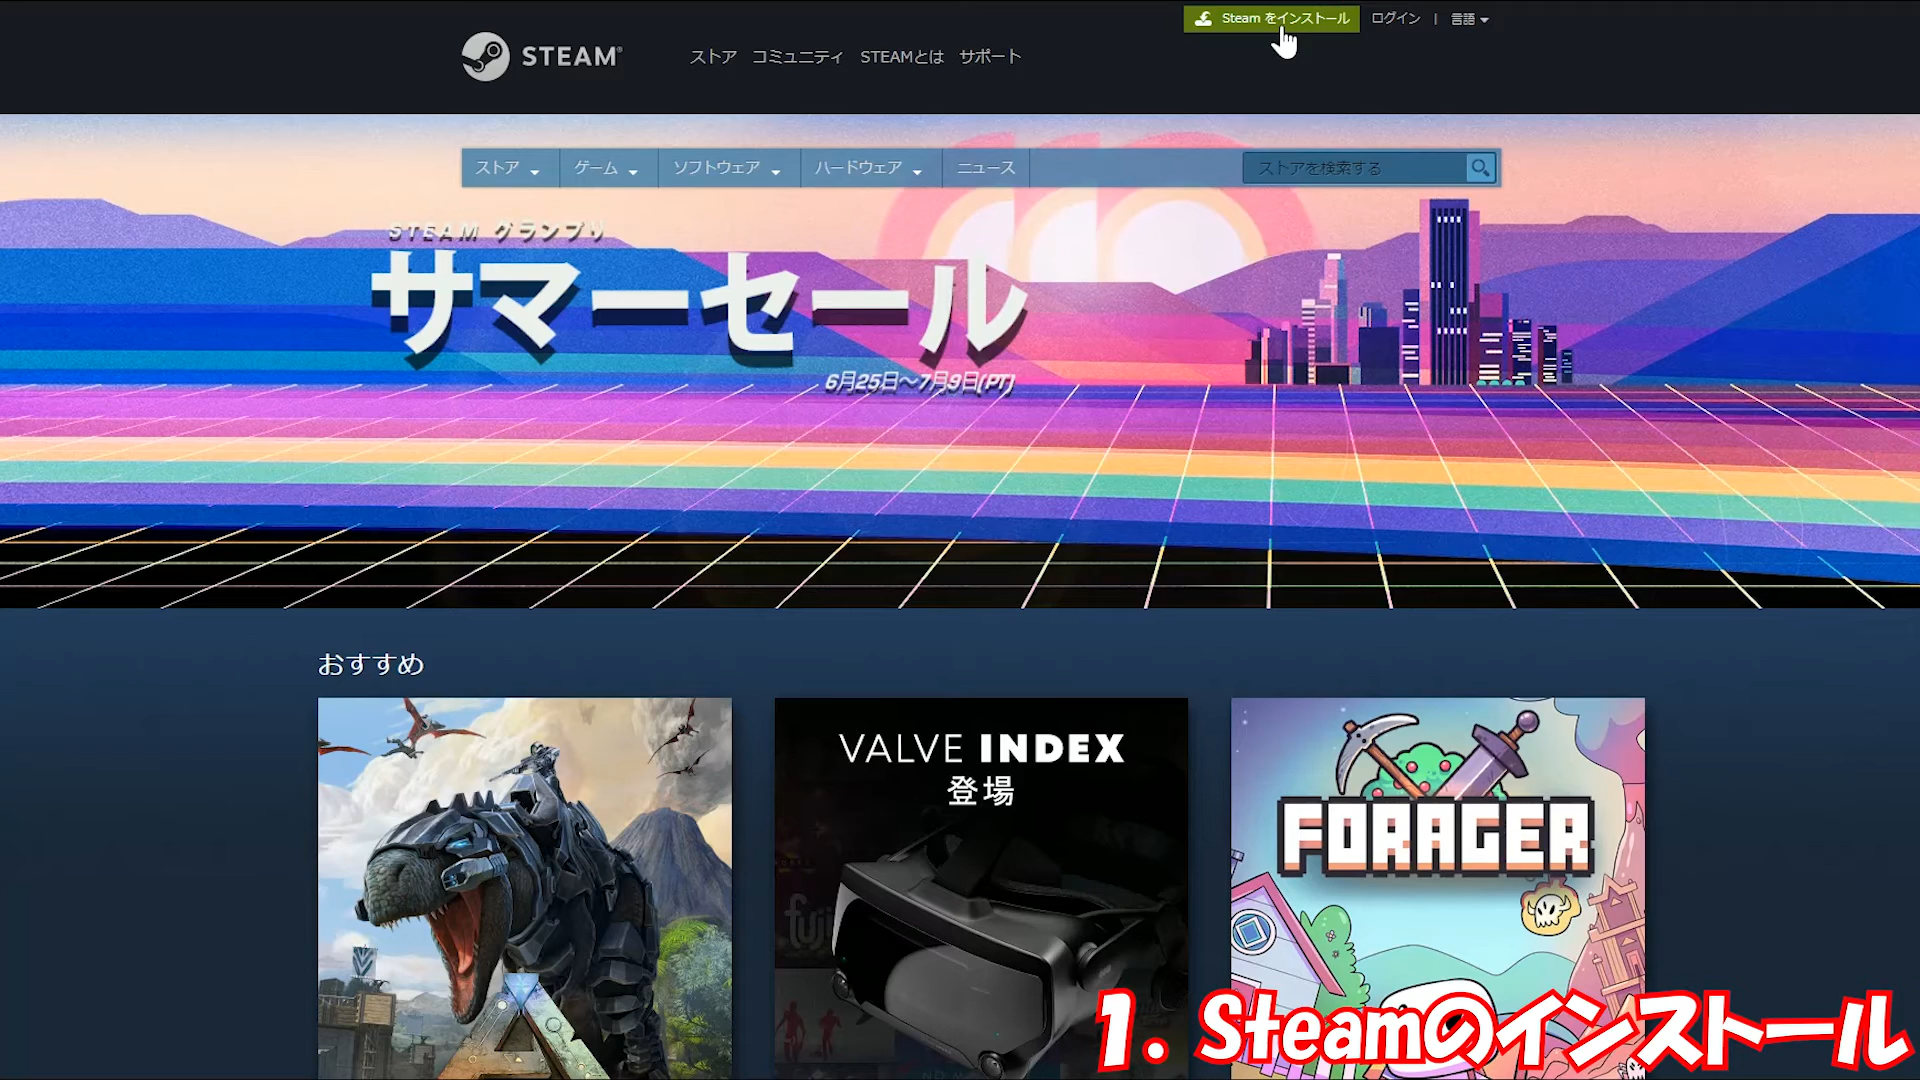 Steam をインストール ログイン | 言語
STEAM®
ストア コミュニティ STEAMとは サポート
ストア ゲーム ソフトウェア ハードウェア ニュース
ストアを検索する
STEAM グランプリ
サマーセール
6月25日〜7月9日(PT)
おすすめ
VALVE INDEX
登場
FORAGER
1. Steamのインストール